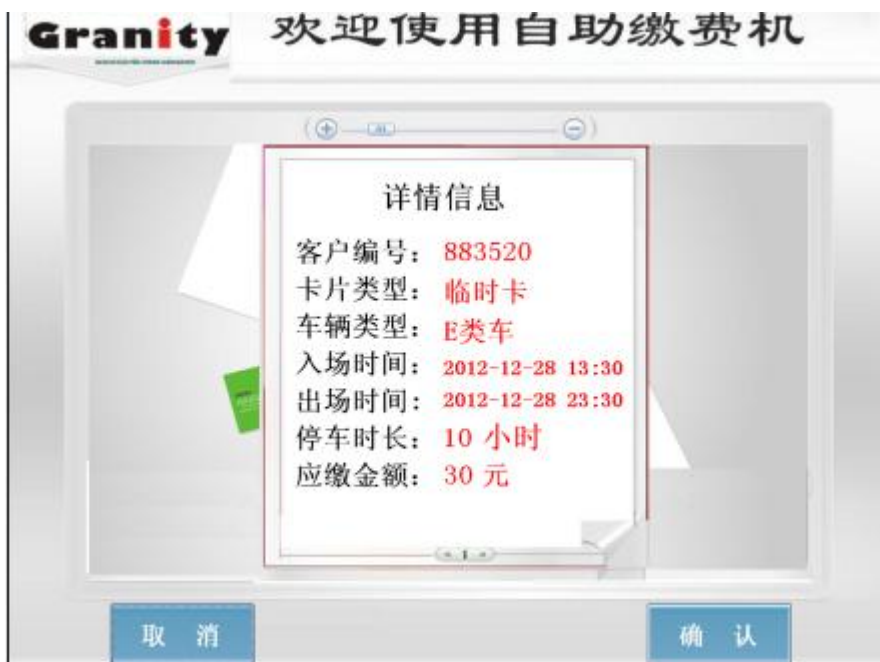 Granity
欢迎使用自助缴费机
详情信息
客户编号： 883520
卡片类型： 临时卡
车辆类型： E类车
入场时间： 2012-12-28 13:30
出场时间： 2012-12-28 23:30
停车时长： 10 小时
应缴金额： 30 元
1
取 消
确 认